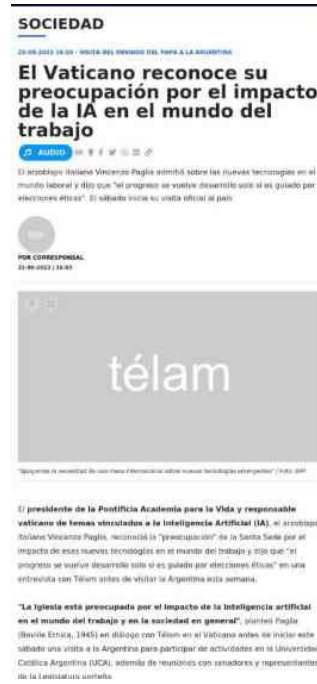 SOCIEDAD
El Vaticano reconoce su
preocupación por el impacto
de la IA en el mundo del
trabajo
AUDIO
El arzobispo italiano Vincenzo Paglia admitió sobre las nuevas tecnologías en el
mundo laboral y dijo que "el progreso se vuelve desarrollo solo si es guiado por
elecciones éticas". El sábado inicia su visita oficial al país
POR CORRESPONSAL
télam
El presidente de la Pontificia Academia para la Vida y responsable
vaticano de temas vinculados a la Inteligencia Artificial (IA), el arzobispo
italiano Vincenzo Paglia, reconoció la "preocupación" de la Santa Sede por el
impacto de esas nuevas tecnologías en el mundo del trabajo y dijo que "el
progreso se vuelve desarrollo solo si es guiado por elecciones éticas" en una
entrevista con Télam antes de visitar la Argentina esta semana.
"La Iglesia está preocupada por el impacto de la inteligencia artificial
en el mundo del trabajo y en la sociedad en general", planteó Paglia
(Boville Ernica, 1945) en diálogo con Télam en el Vaticano antes de iniciar este
sábado una visita a la Argentina para participar de actividades en la Universidad
Católica Argentina (UCA), además de reuniones con senadores y representantes
de la Legislatura porteña.